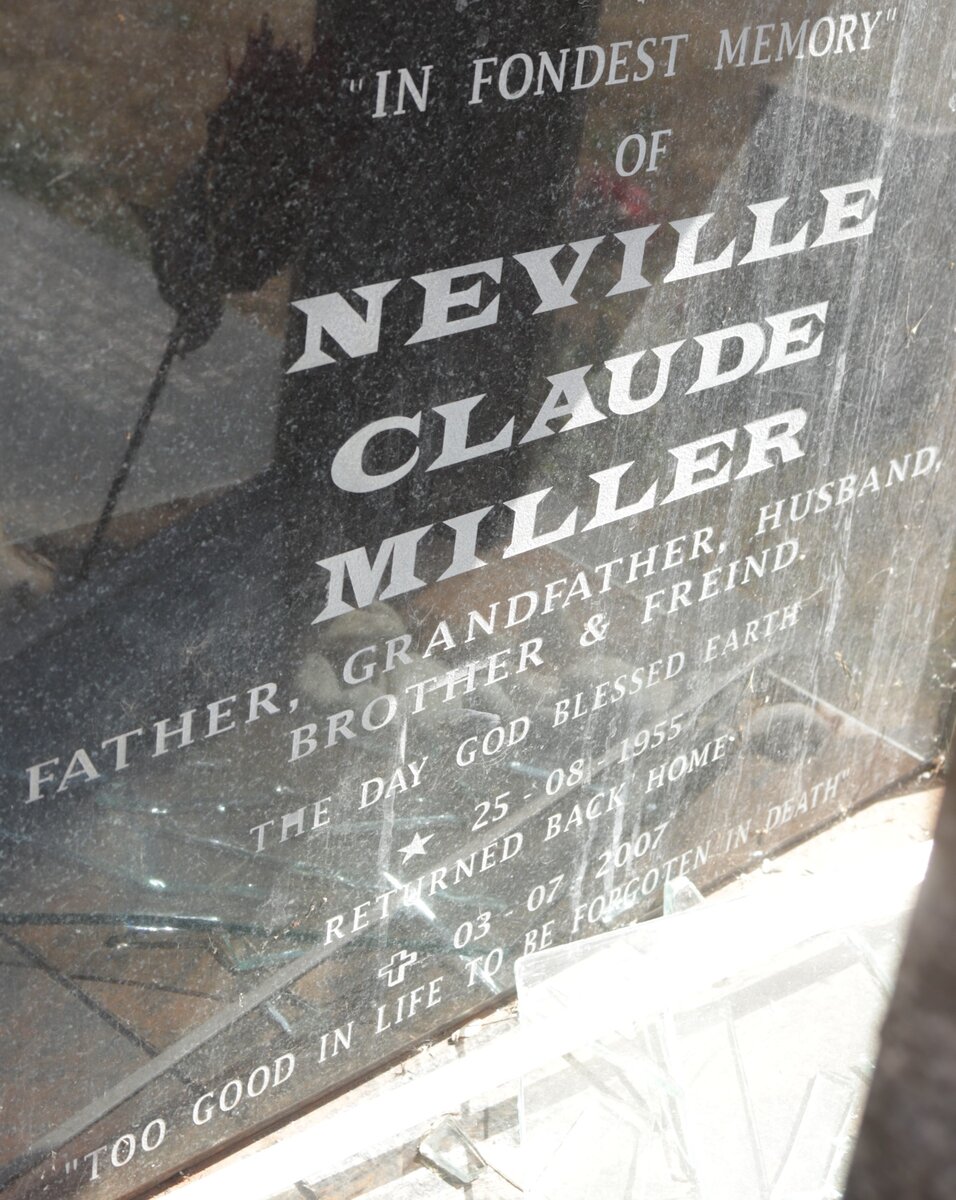 "IN FONDEST MEMORY"
OF
NEVILLE
CLAUDE
MILLER
FATHER, GRANDFATHER, HUSBAND,
BROTHER & FREIND.
THE DAY GOD BLESSED EARTH
★ 25 - 08 - 1955
RETURNED BACK HOME
✞ 03 - 07 - 2007
"TOO GOOD IN LIFE TO BE FORGOTEN IN DEATH"